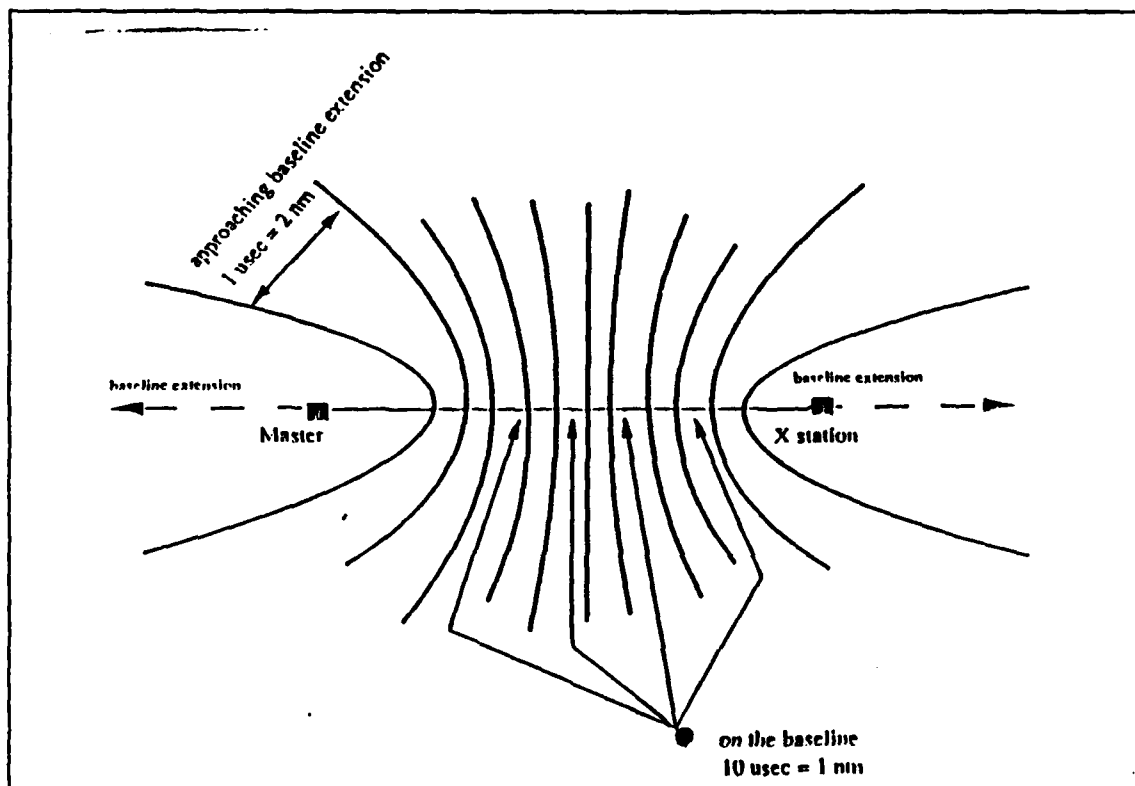 approaching baseline extension
1 usec = 2 nm
baseline extension
baseline extension
Master
X station
on the baseline
10 usec = 1 nm